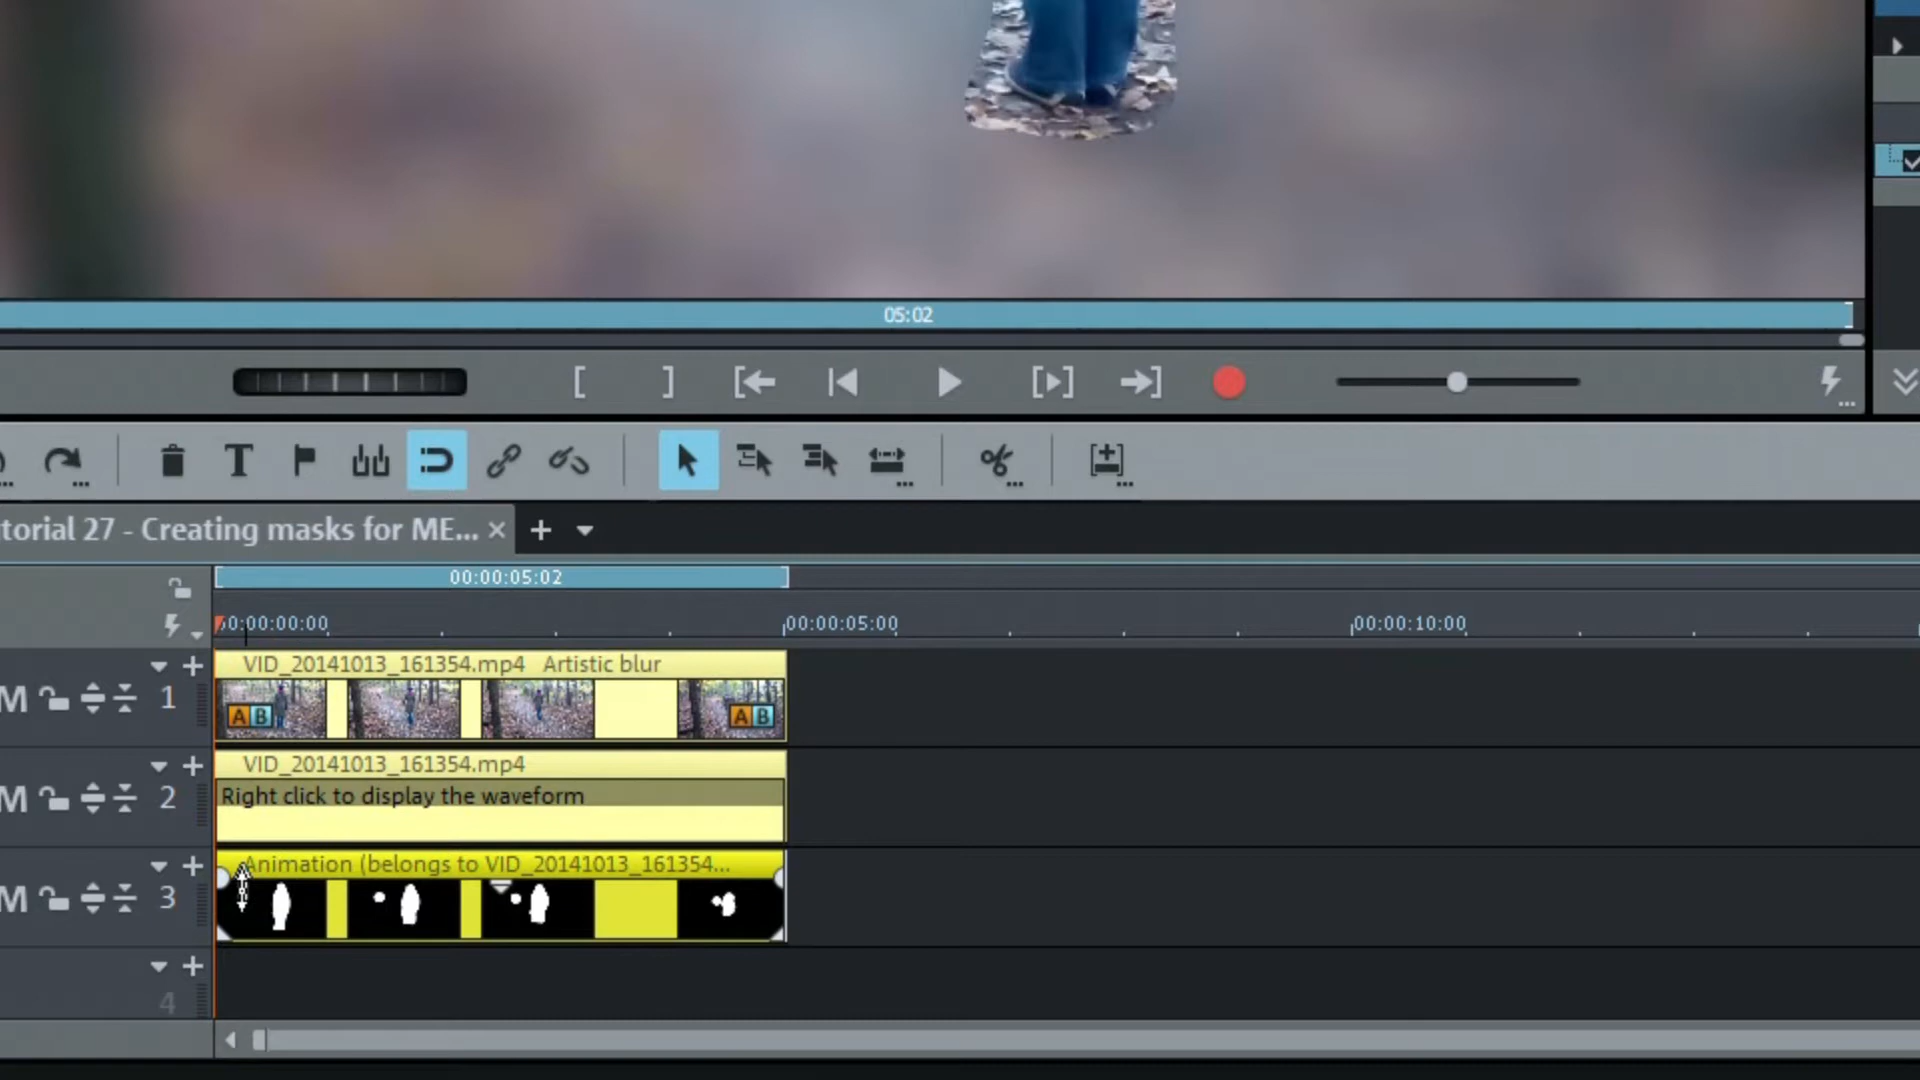 05:02
T
torial 27 - Creating masks for ME...
00:00:05:02
00:00:00:00
00:00:05:00
00:00:10:00
M
1
VID_20141013_161354.mp4 Artistic blur
A B
A B
M
2
VID_20141013_161354.mp4
Right click to display the waveform
M
3
Animation (belongs to VID_20141013_161354...
4